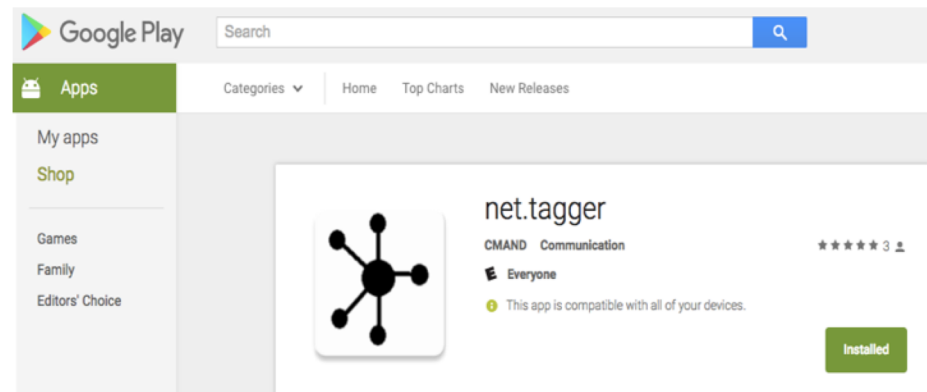 Google Play
Search
Apps
Categories
Home
Top Charts
New Releases
My apps
Shop
Games
Family
Editors' Choice
net.tagger
CMAND Communication
3
E Everyone
This app is compatible with all of your devices.
Installed